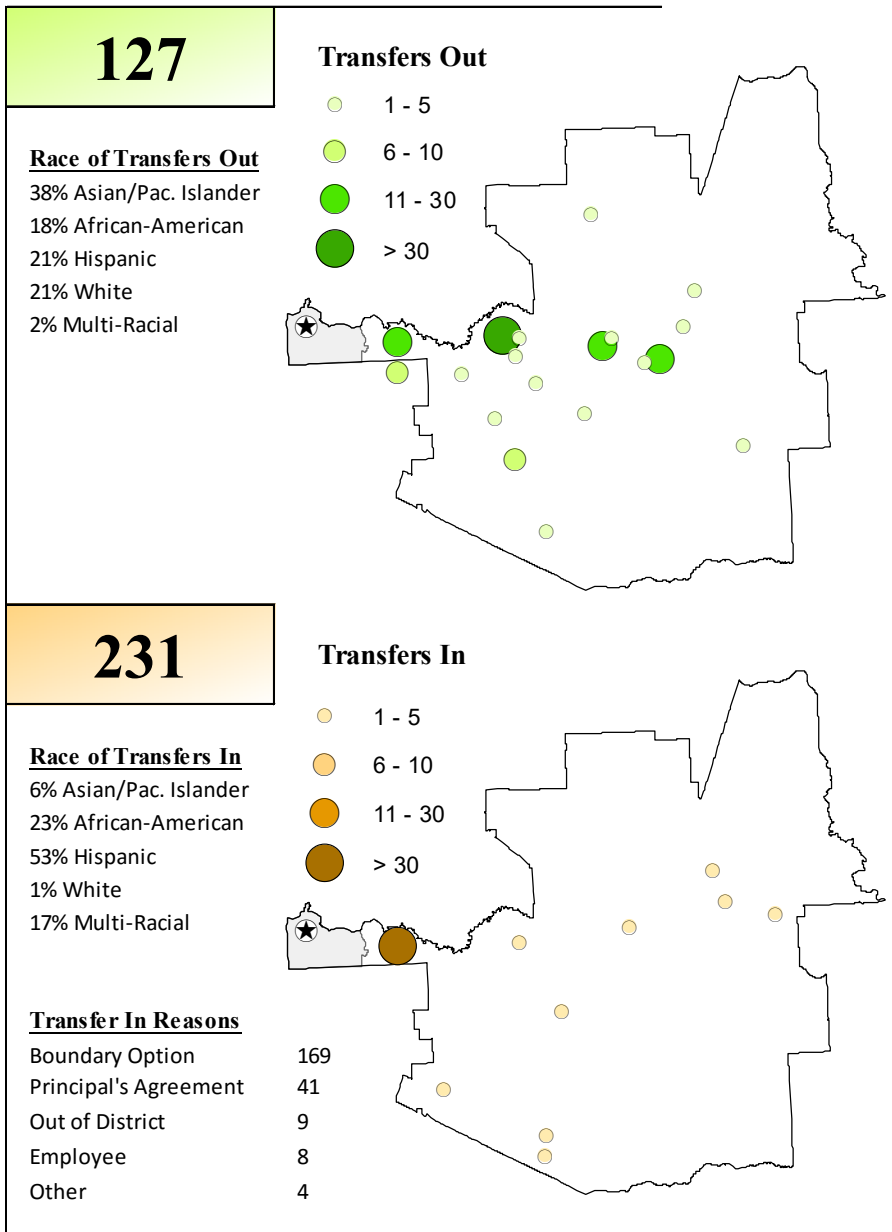 127
Transfers Out
1 - 5
6 - 10
11 - 30
> 30
Race of Transfers Out
38% Asian/Pac. Islander
18% African-American
21% Hispanic
21% White
2% Multi-Racial
231
Transfers In
1 - 5
6 - 10
11 - 30
> 30
Race of Transfers In
6% Asian/Pac. Islander
23% African-American
53% Hispanic
1% White
17% Multi-Racial
Transfer In Reasons
Boundary Option 169
Principal's Agreement 41
Out of District 9
Employee 8
Other 4